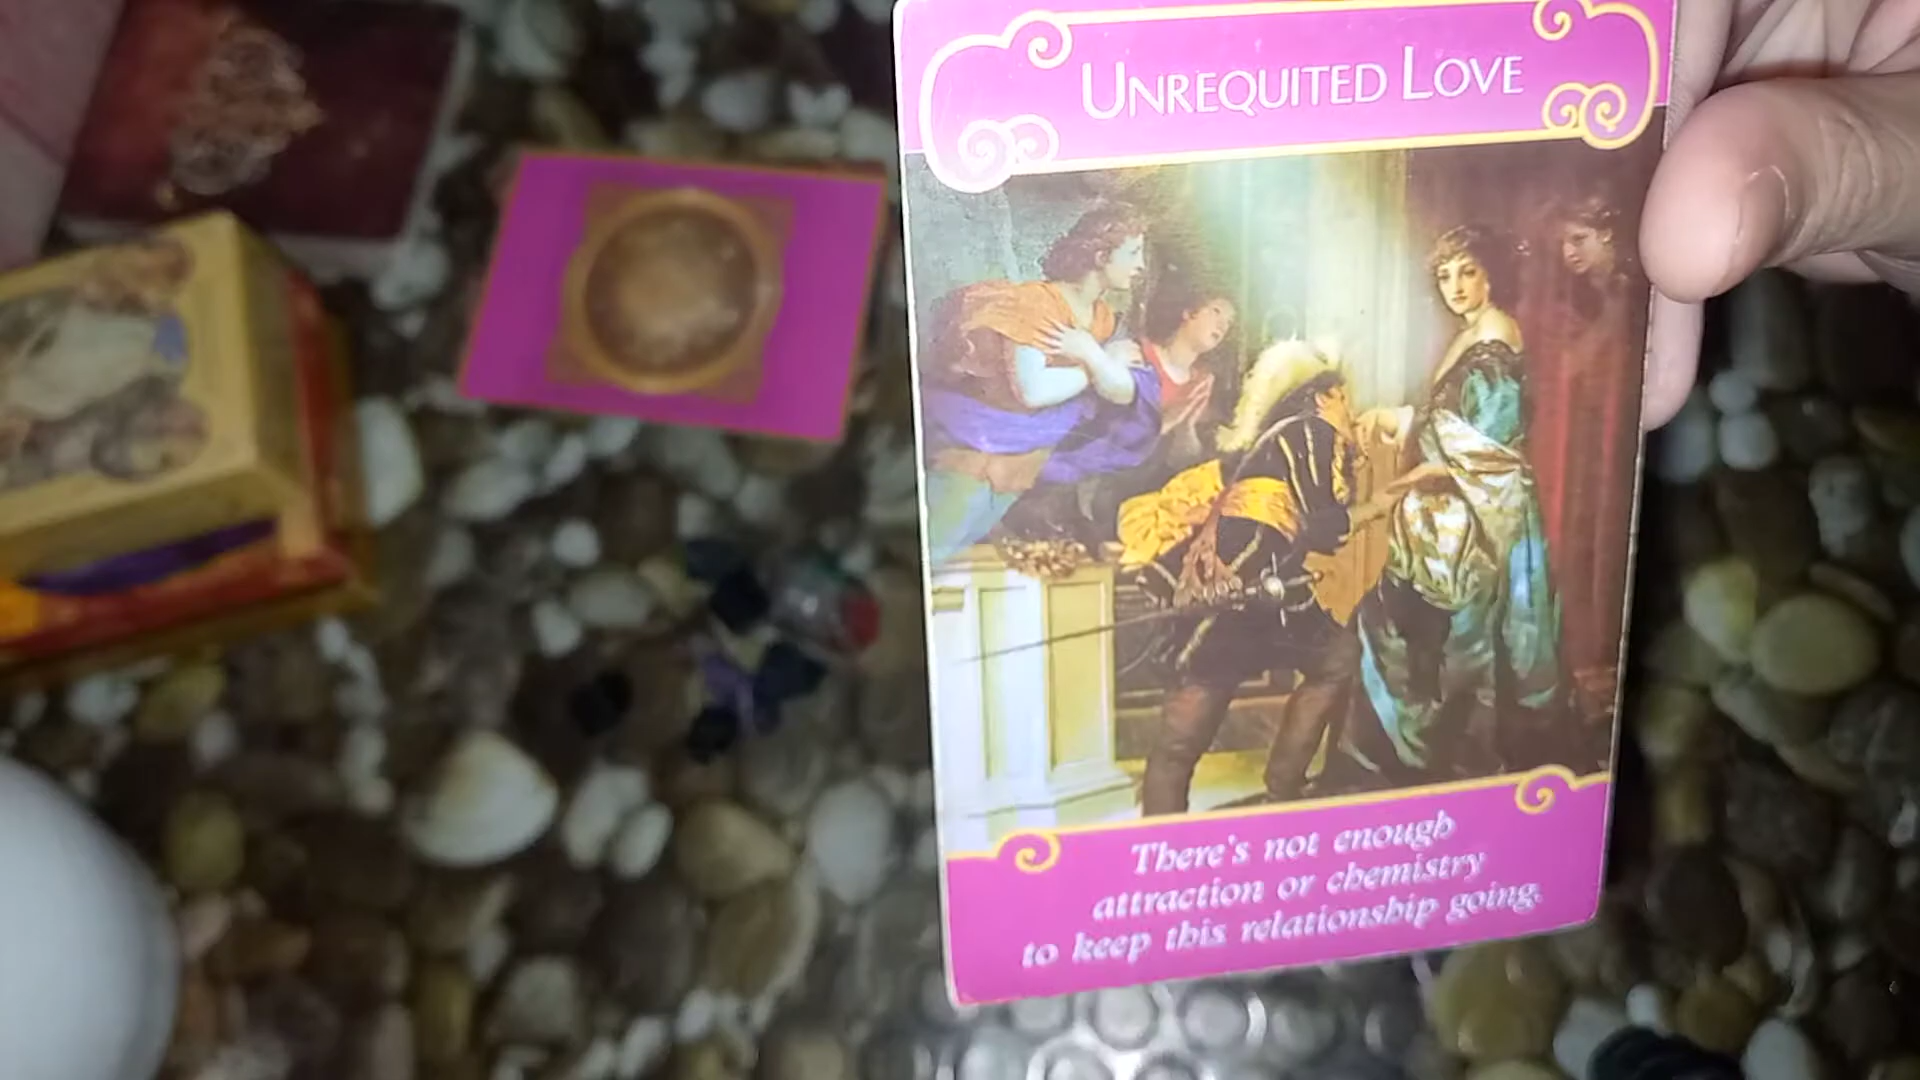 UNREQUITED LOVE
There's not enough
attraction or chemistry
to keep this relationship going.